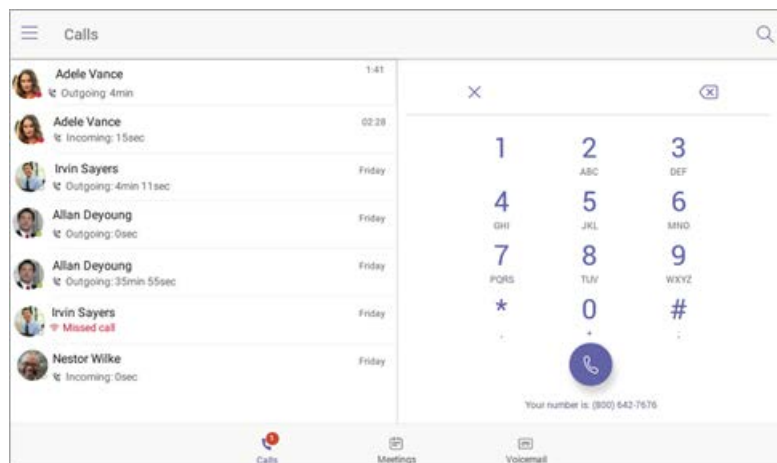 Calls
Adele Vance 1:41
Outgoing: 4min
Adele Vance 02:28
Incoming: 15sec
Irvin Sayers Friday
Outgoing: 4min 11sec
Allan Deyoung Friday
Outgoing: 0sec
Allan Deyoung Friday
Outgoing: 35min 55sec
Irvin Sayers Friday
Missed call
Nestor Wilke Friday
Incoming: 0sec
1 2 3
ABC DEF
4 5 6
GHI JKL MNO
7 8 9
PQRS TUV WXYZ
* 0 #
, + ;
Your number is: (800) 642-7676
1
Calls Meetings Voicemail